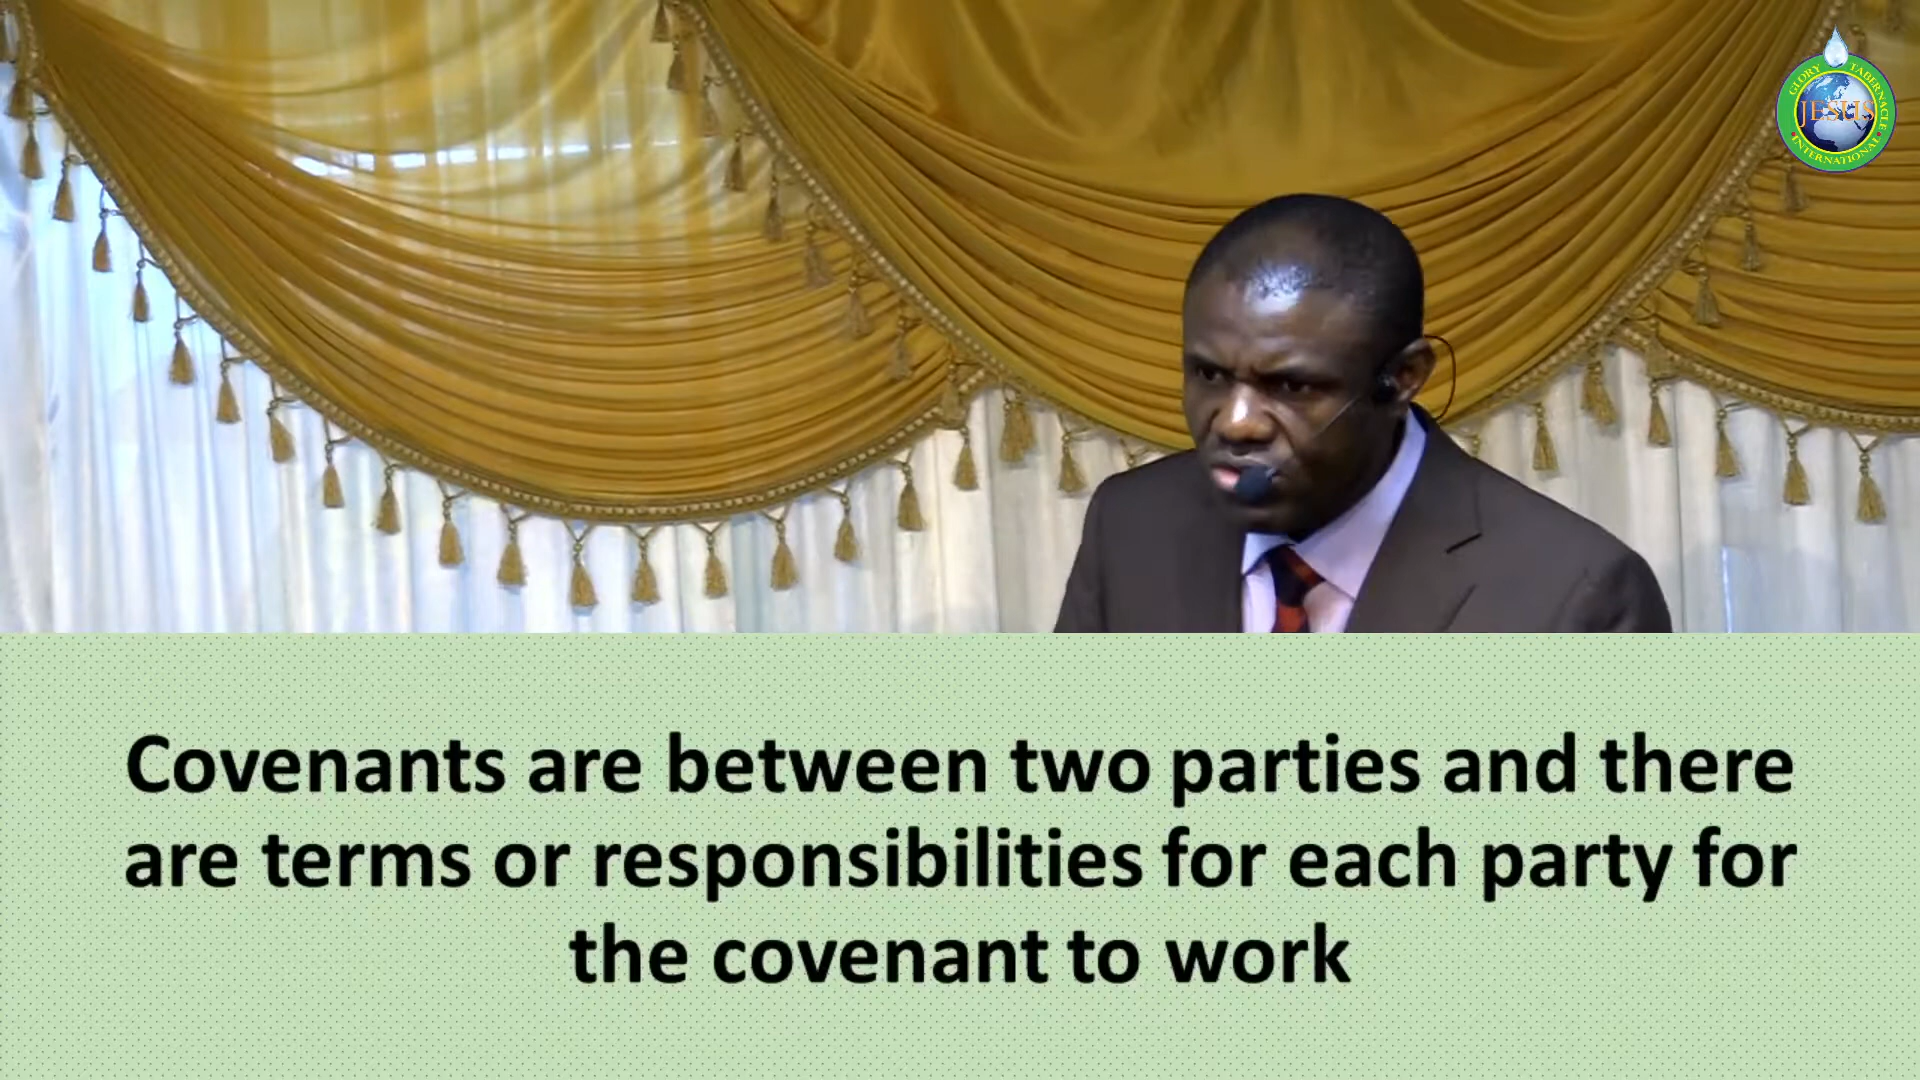 GLORY TABERNACLE
JESUS
INTERNATIONAL
Covenants are between two parties and there
are terms or responsibilities for each party for
the covenant to work